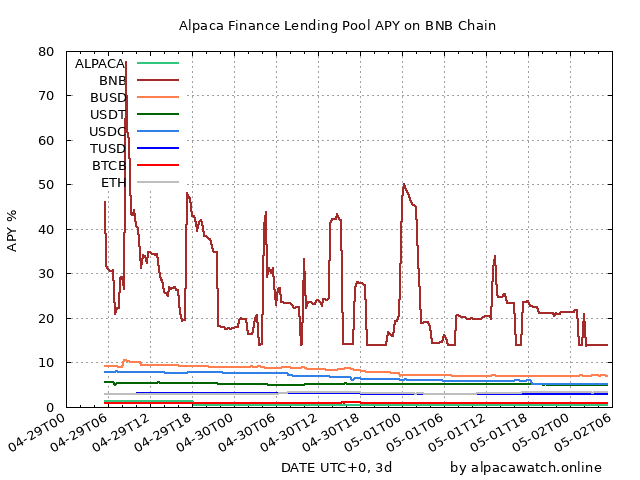 Alpaca Finance Lending Pool APY on BNB Chain
80
70
60
50
40
30
20
10
0
APY %
ALPACA
BNB
BUSD
USDT
USDC
TUSD
BTCB
ETH
04-29T00
04-29T06
04-29T12
04-29T18
04-30T00
04-30T06
04-30T12
04-30T18
05-01T00
05-01T06
05-01T12
05-01T18
05-02T00
05-02T06
DATE UTC+0, 3d
by alpacawatch.online